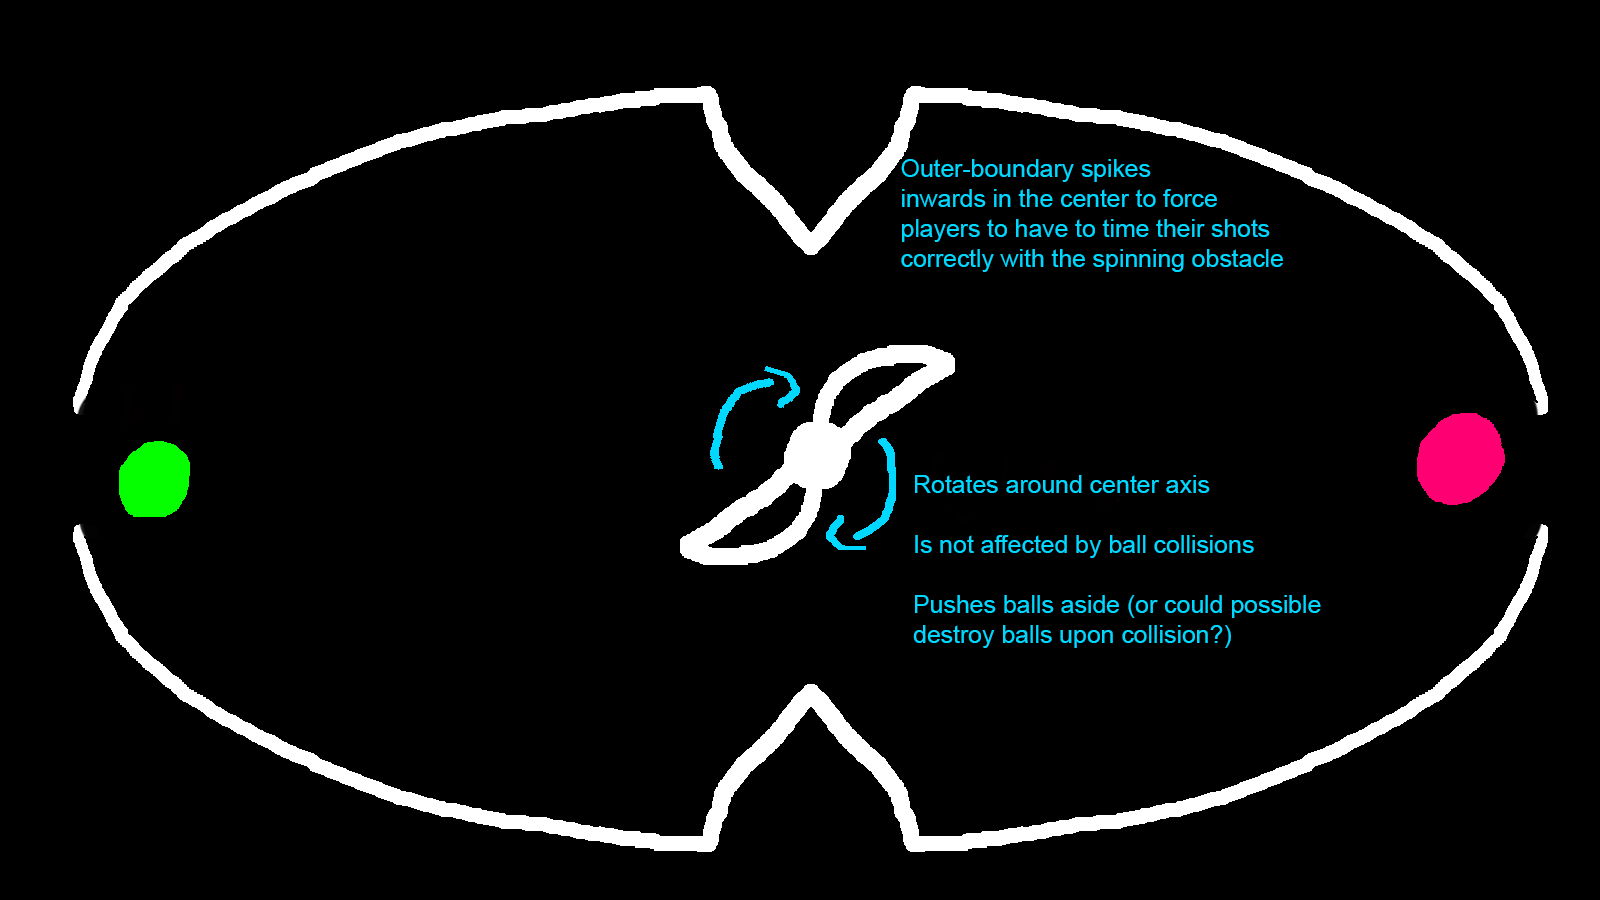 Outer-boundary spikes
inwards in the center to force
players to have to time their shots
correctly with the spinning obstacle
Rotates around center axis
Is not affected by ball collisions
Pushes balls aside (or could possible
destroy balls upon collision?)